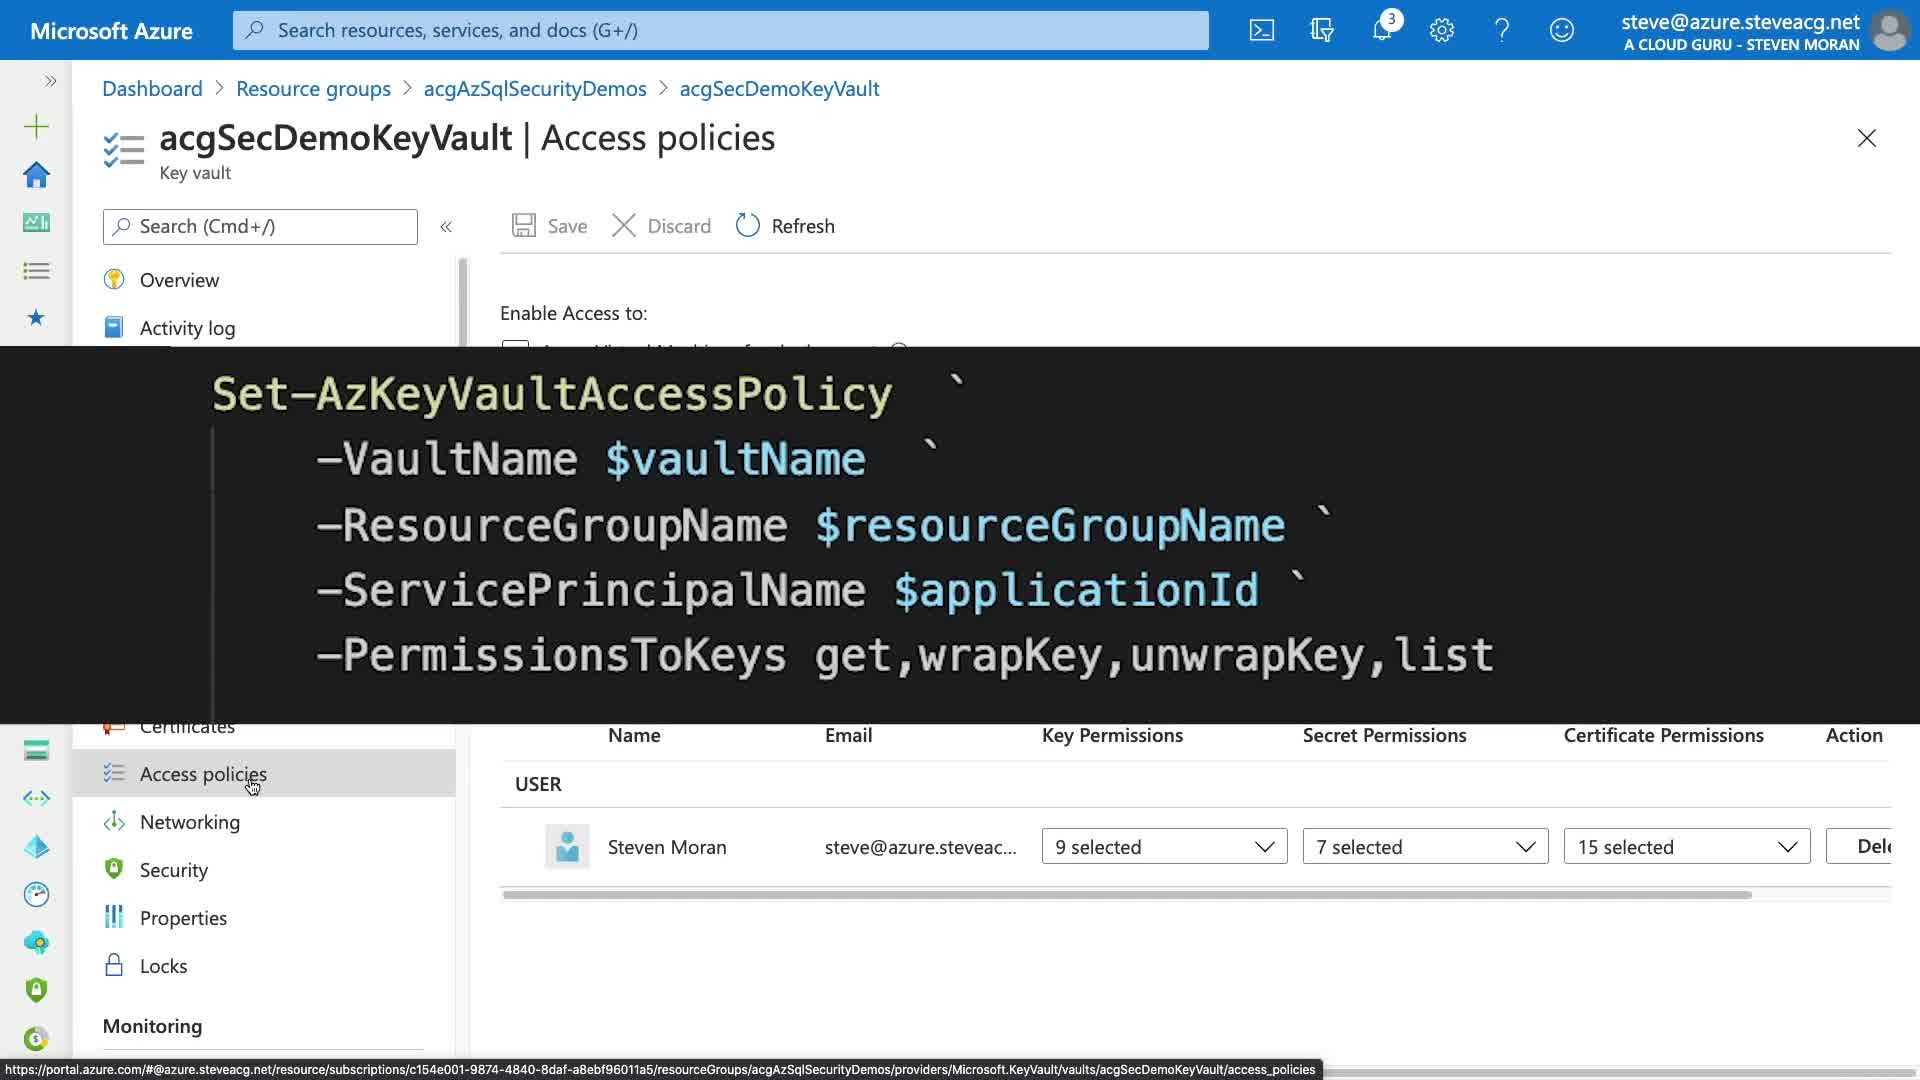 Microsoft Azure
Search resources, services, and docs (G+/)
3
steve@azure.steveacg.net
A CLOUD GURU - STEVEN MORAN
Dashboard > Resource groups > acgAzSqlSecurityDemos > acgSecDemoKeyVault
acgSecDemoKeyVault | Access policies
Key vault
Search (Cmd+/)
«
Save
Discard
Refresh
Overview
Activity log
Enable Access to:
Set-AzKeyVaultAccessPolicy `
-VaultName $vaultName `
-ResourceGroupName $resourceGroupName `
-ServicePrincipalName $applicationId `
-PermissionsToKeys get,wrapKey,unwrapKey,list
Certificates
Access policies
Networking
Security
Properties
Locks
Monitoring
Name Email Key Permissions Secret Permissions Certificate Permissions Action
USER
Steven Moran steve@azure.steveac... 9 selected 7 selected 15 selected Dele
https://portal.azure.com/#@azure.steveacg.net/resource/subscriptions/c154e001-9874-4840-8daf-a8ebf96011a5/resourceGroups/acgAzSqlSecurityDemos/providers/Microsoft.KeyVault/vaults/acgSecDemoKeyVault/access_policies